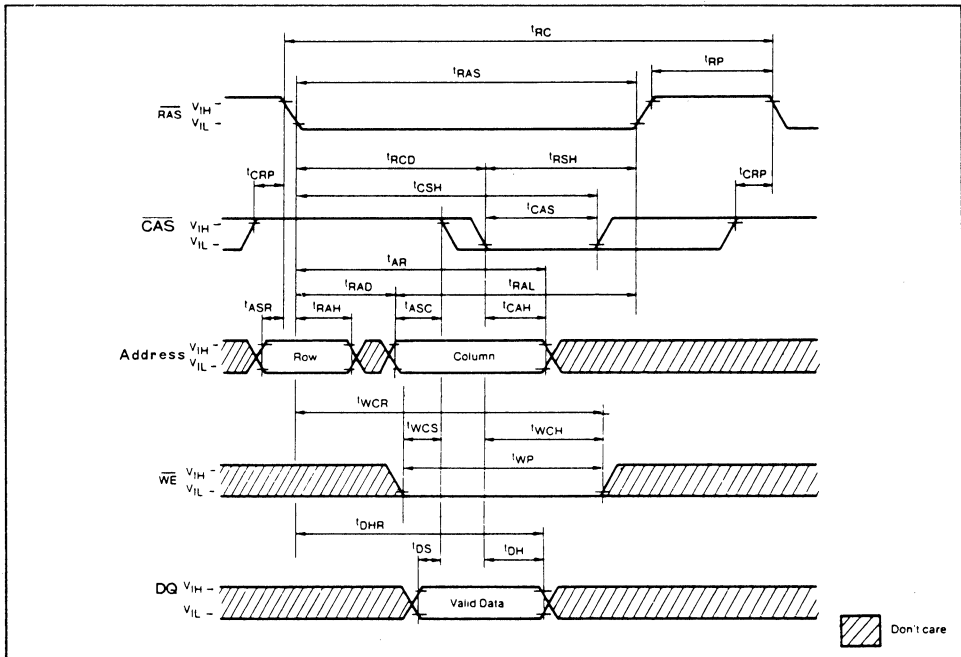 tRC
tRP
tRAS
RAS
VIH
VIL
tRCD
tRSH
tCRP
tCRP
tCSH
tCAS
CAS
VIH
VIL
tAR
tRAD
tRAL
tASR
tRAH
tASC
tCAH
Address
VIH
VIL
Row
Column
tWCR
tWCS
tWCH
tWP
WE
VIH
VIL
tDHR
tDS
tDH
DQ
VIH
VIL
Valid Data
Don't care